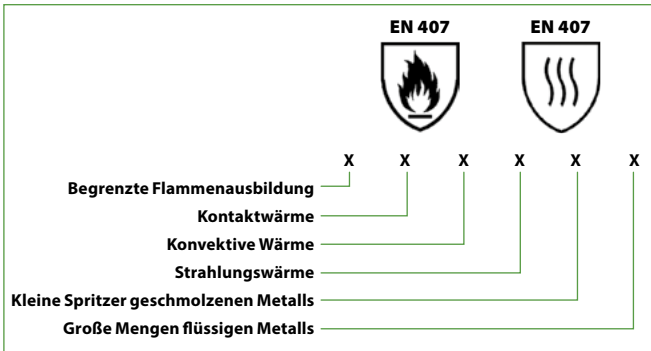 EN 407 EN 407
X X X X X X
Begrenzte Flammenausbildung
Kontaktwärme
Konvektive Wärme
Strahlungswärme
Kleine Spritzer geschmolzenen Metalls
Große Mengen flüssigen Metalls